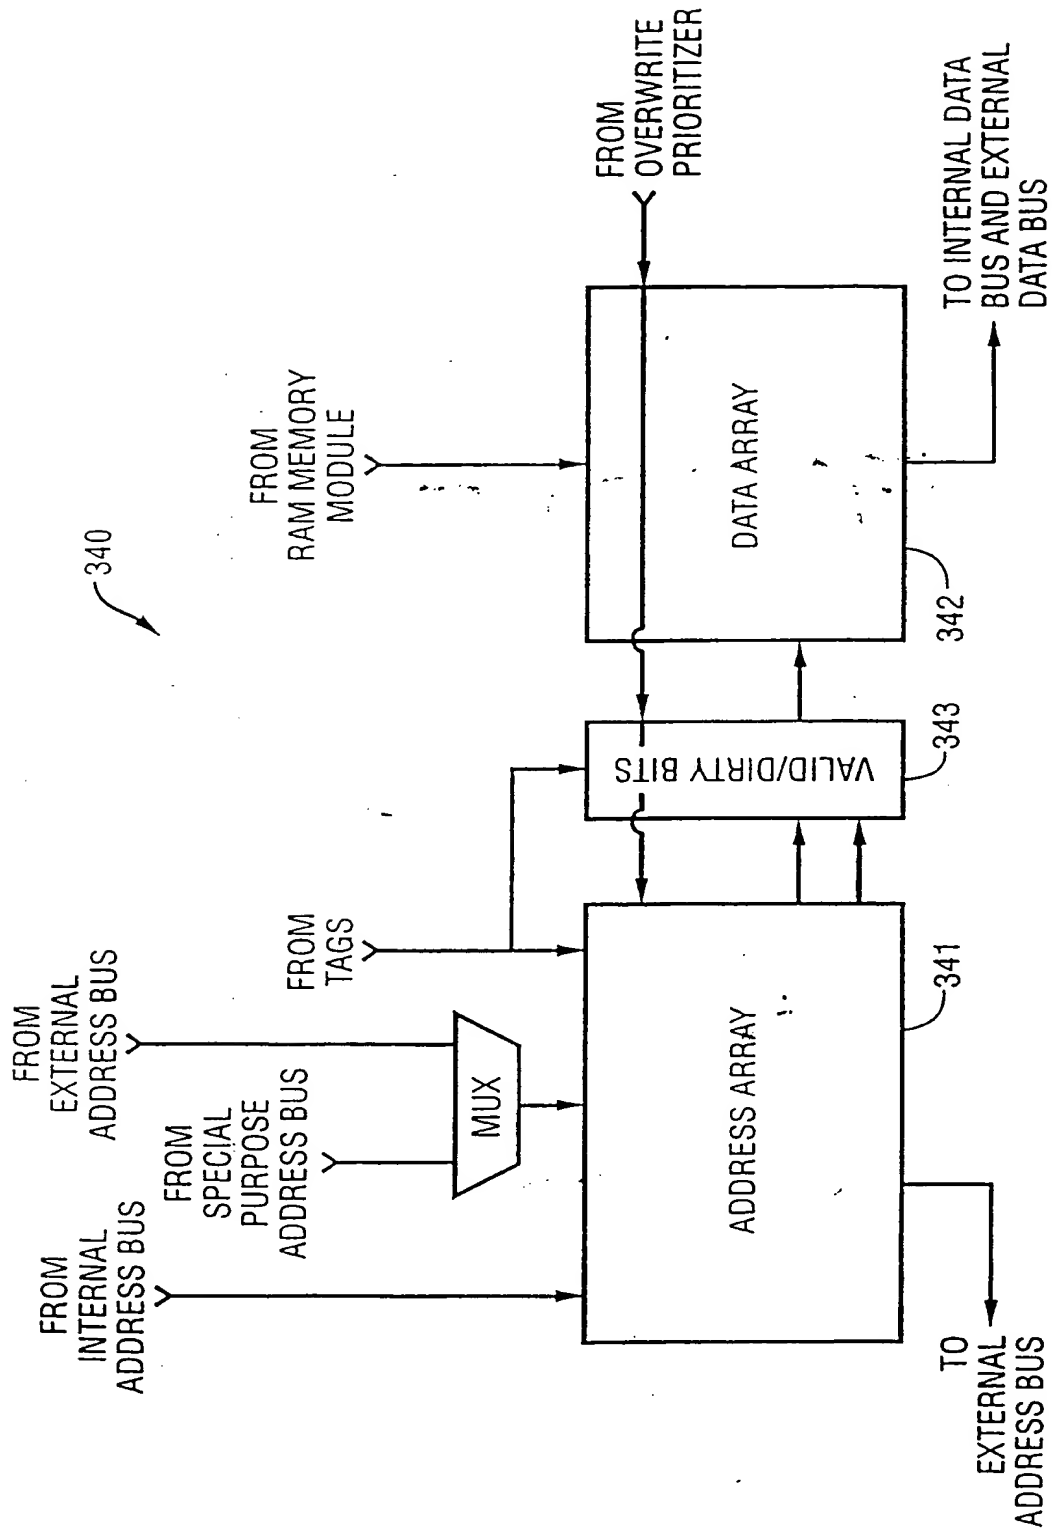 340
FROM
INTERNAL
ADDRESS BUS
FROM
SPECIAL
PURPOSE
ADDRESS BUS
FROM
EXTERNAL
ADDRESS BUS
FROM
TAGS
FROM
RAM MEMORY
MODULE
FROM
OVERWRITE
PRIORITIZER
MUX
ADDRESS ARRAY
VALID/DIRTY BITS
DATA ARRAY
341
343
342
TO
EXTERNAL
ADDRESS BUS
TO INTERNAL DATA
BUS AND EXTERNAL
DATA BUS